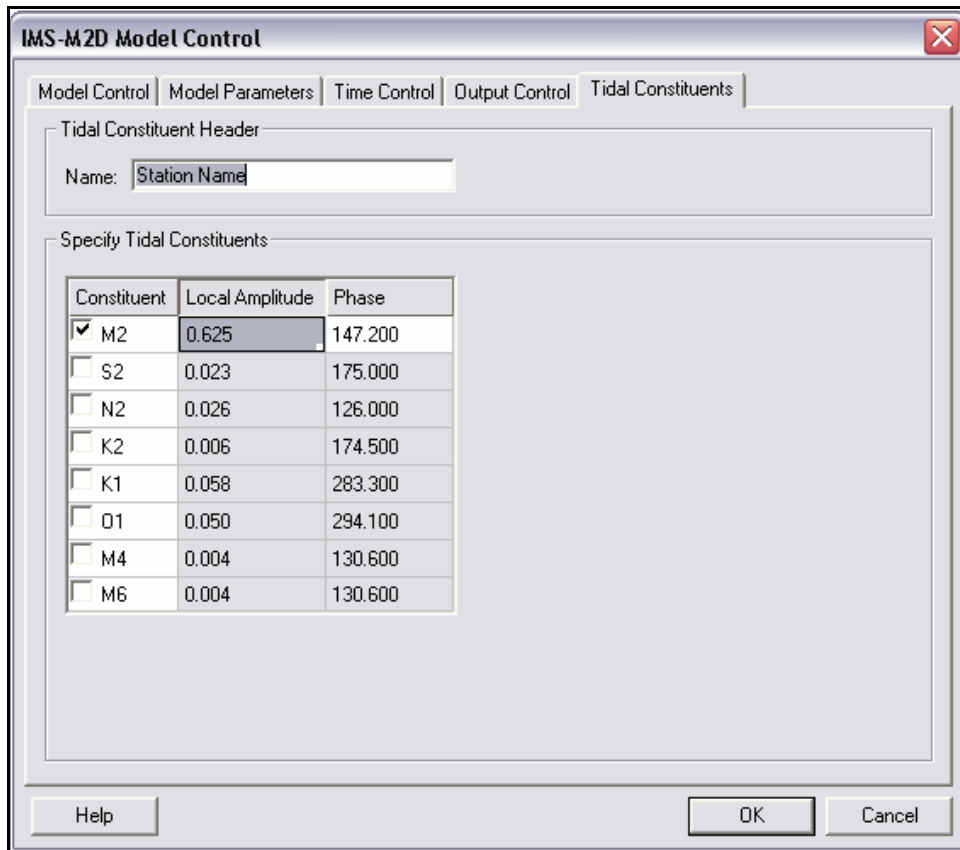 IMS-M2D Model Control
Model Control Model Parameters Time Control Output Control Tidal Constituents
Tidal Constituent Header
Name: Station Name
Specify Tidal Constituents
Constituent Local Amplitude Phase
M2 0.625 147.200
S2 0.023 175.000
N2 0.026 126.000
K2 0.006 174.500
K1 0.058 283.300
O1 0.050 294.100
M4 0.004 130.600
M6 0.004 130.600
Help OK Cancel